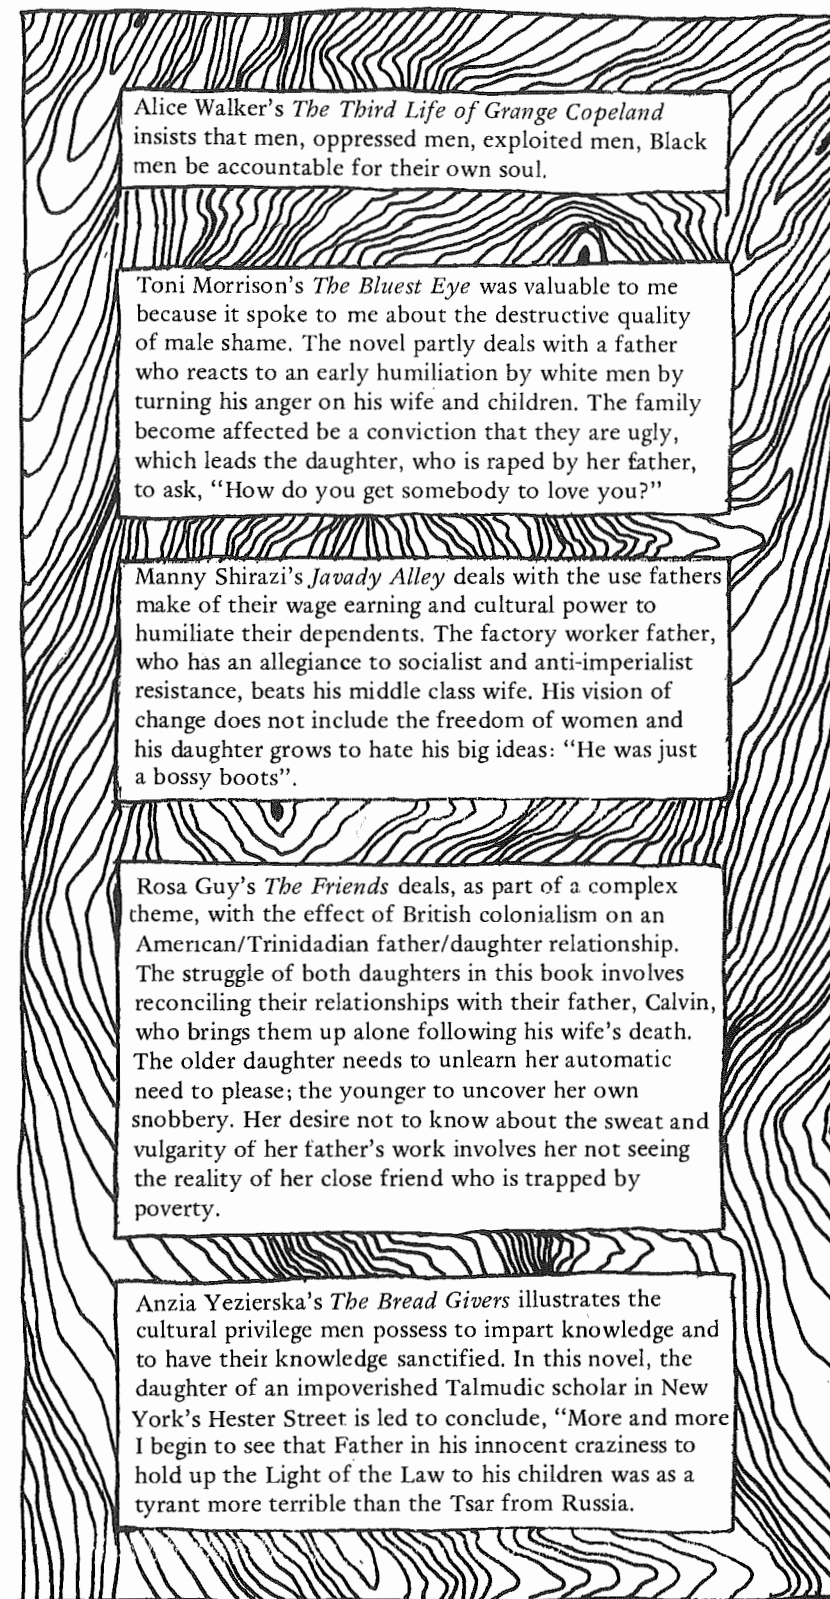 Alice Walker's The Third Life of Grange Copeland
insists that men, oppressed men, exploited men, Black
men be accountable for their own soul.
Toni Morrison's The Bluest Eye was valuable to me
because it spoke to me about the destructive quality
of male shame. The novel partly deals with a father
who reacts to an early humiliation by white men by
turning his anger on his wife and children. The family
become affected be a conviction that they are ugly,
which leads the daughter, who is raped by her father,
to ask, "How do you get somebody to love you?"
Manny Shirazi's Javady Alley deals with the use fathers
make of their wage earning and cultural power to
humiliate their dependents. The factory worker father,
who has an allegiance to socialist and anti-imperialist
resistance, beats his middle class wife. His vision of
change does not include the freedom of women and
his daughter grows to hate his big ideas: "He was just
a bossy boots".
Rosa Guy's The Friends deals, as part of a complex
theme, with the effect of British colonialism on an
American/Trinidadian father/daughter relationship.
The struggle of both daughters in this book involves
reconciling their relationships with their father, Calvin,
who brings them up alone following his wife's death.
The older daughter needs to unlearn her automatic
need to please; the younger to uncover her own
snobbery. Her desire not to know about the sweat and
vulgarity of her father's work involves her not seeing
the reality of her close friend who is trapped by
poverty.
Anzia Yezierska's The Bread Givers illustrates the
cultural privilege men possess to impart knowledge and
to have their knowledge sanctified. In this novel, the
daughter of an impoverished Talmudic scholar in New
York's Hester Street is led to conclude, "More and more
I begin to see that Father in his innocent craziness to
hold up the Light of the Law to his children was as a
tyrant more terrible than the Tsar from Russia.